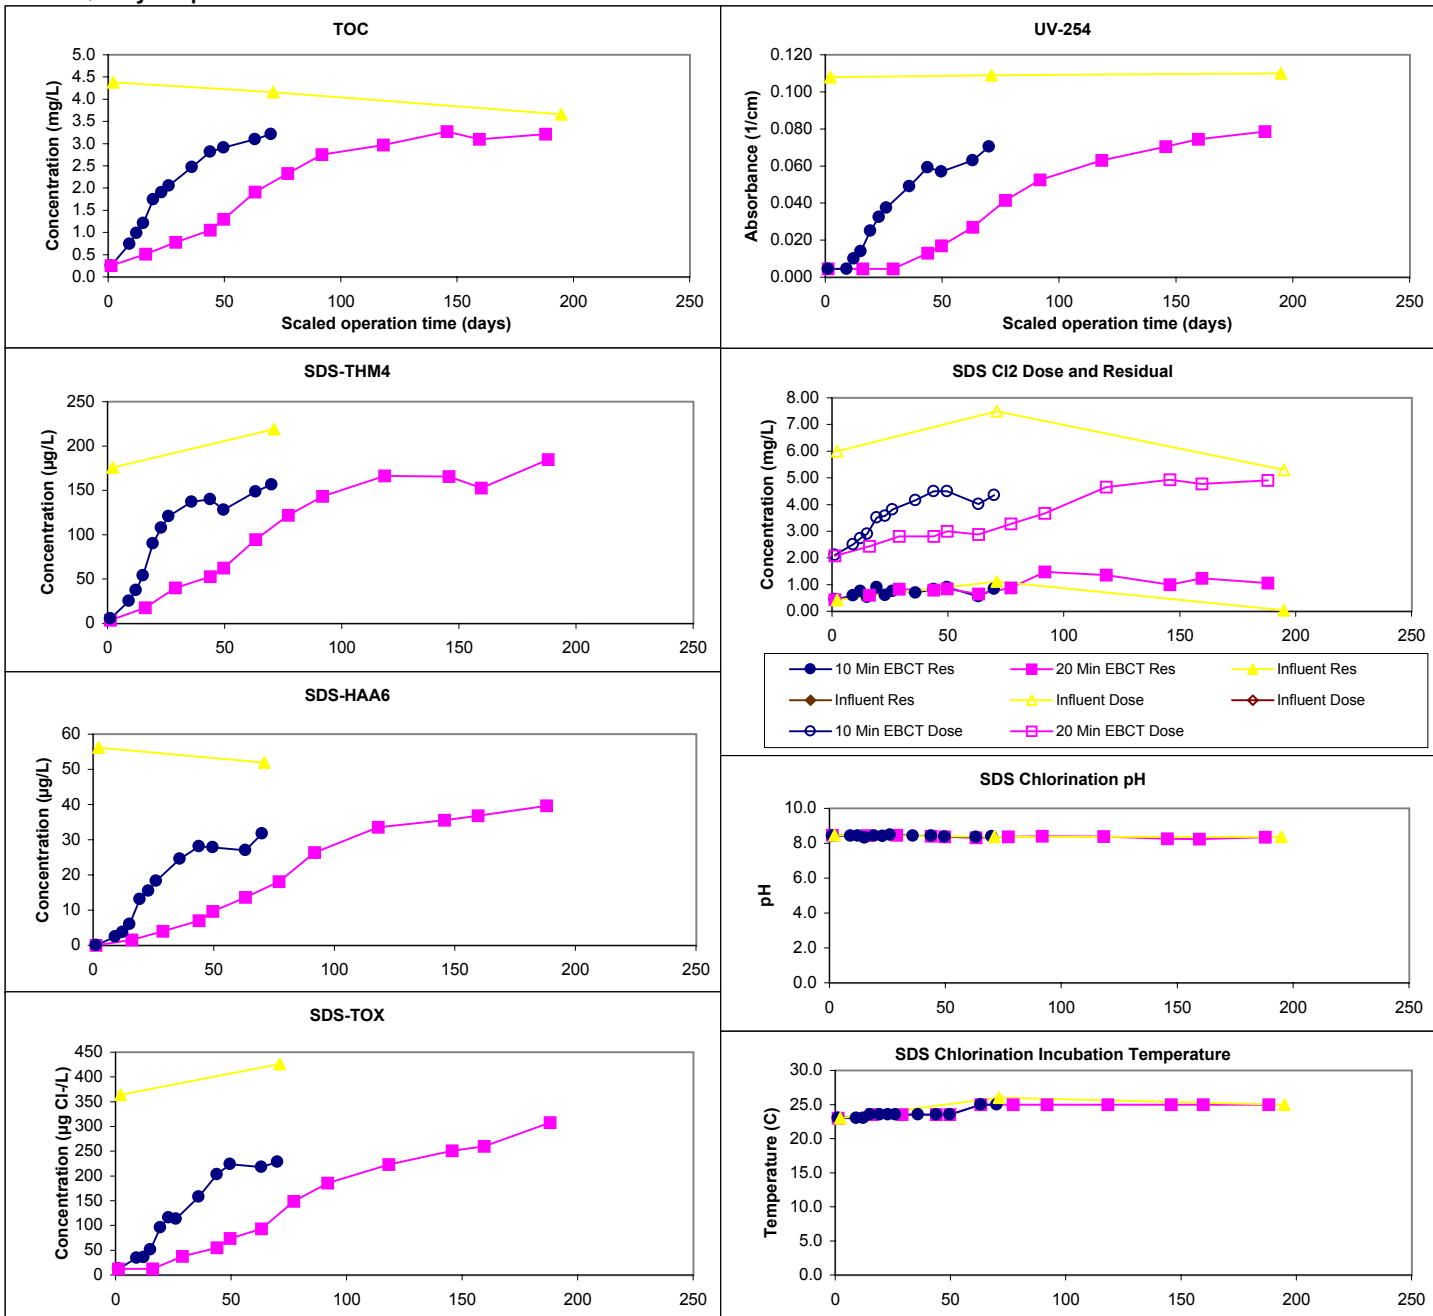 TOC
Concentration (mg/L)
5.0
4.5
4.0
3.5
3.0
2.5
2.0
1.5
1.0
0.5
0.0
0 50 100 150 200 250
Scaled operation time (days)
UV-254
Absorbance (1/cm)
0.120
0.100
0.080
0.060
0.040
0.020
0.000
0 50 100 150 200 250
Scaled operation time (days)
SDS-THM4
Concentration (µg/L)
250
200
150
100
50
0
0 50 100 150 200 250
SDS Cl2 Dose and Residual
Concentration (mg/L)
8.00
7.00
6.00
5.00
4.00
3.00
2.00
1.00
0.00
0 50 100 150 200 250
10 Min EBCT Res 20 Min EBCT Res Influent Res
Influent Res Influent Dose Influent Dose
10 Min EBCT Dose 20 Min EBCT Dose
SDS-HAA6
Concentration (µg/L)
60
50
40
30
20
10
0
0 50 100 150 200 250
SDS Chlorination pH
pH
10.0
8.0
6.0
4.0
2.0
0.0
0 50 100 150 200 250
SDS-TOX
Concentration (µg Cl-/L)
450
400
350
300
250
200
150
100
50
0
0 50 100 150 200 250
SDS Chlorination Incubation Temperature
Temperature (C)
30.0
25.0
20.0
15.0
10.0
5.0
0.0
0 50 100 150 200 250